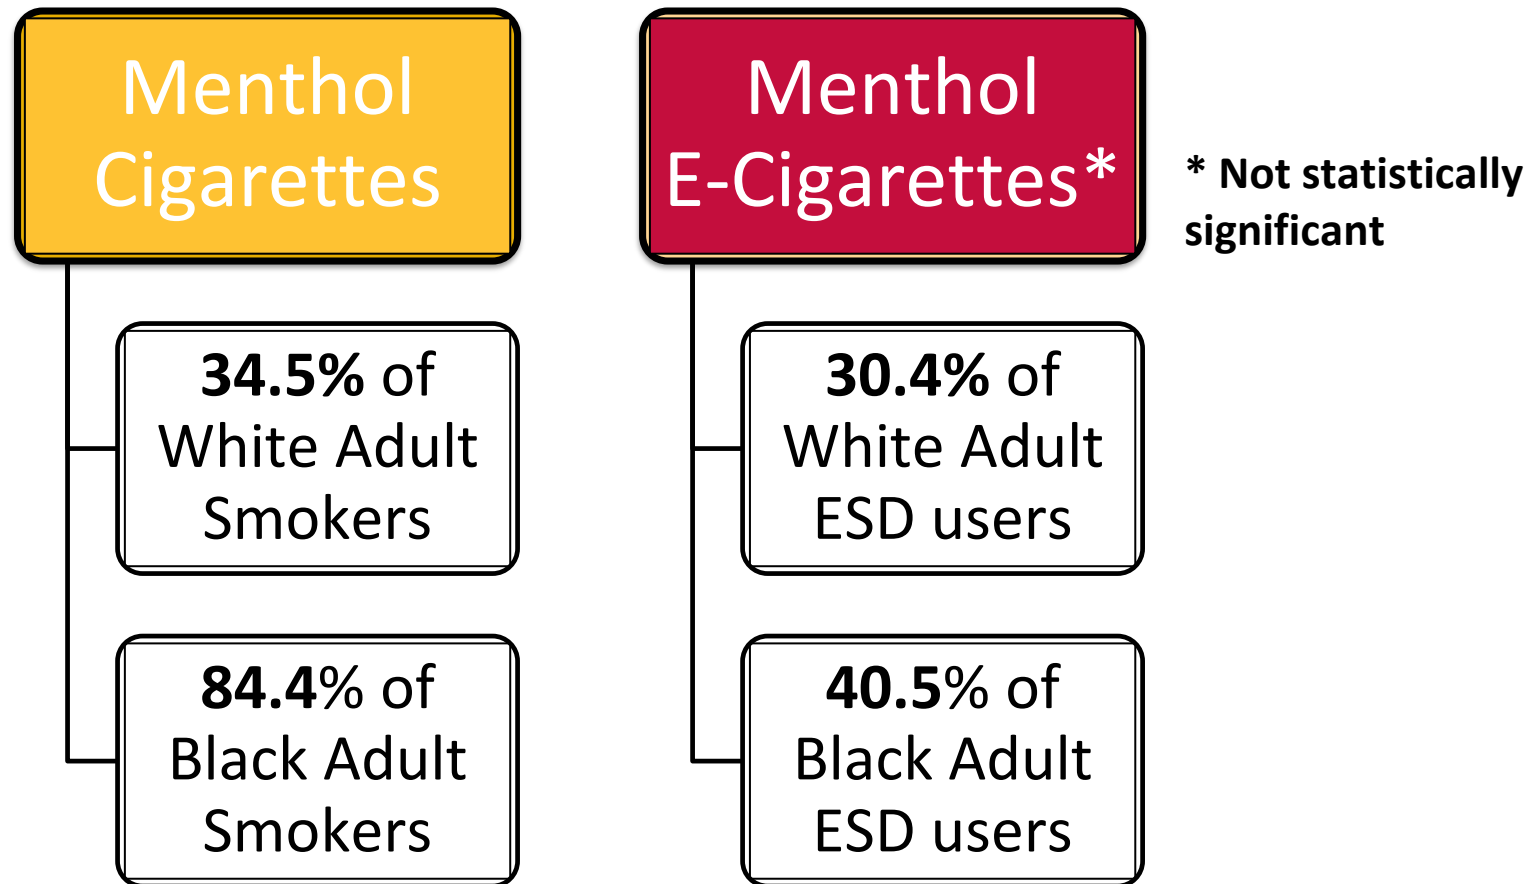 Menthol
Cigarettes
34.5% of
White Adult
Smokers
84.4% of
Black Adult
Smokers
Menthol
E-Cigarettes*
30.4% of
White Adult
ESD users
40.5% of
Black Adult
ESD users
* Not statistically
significant